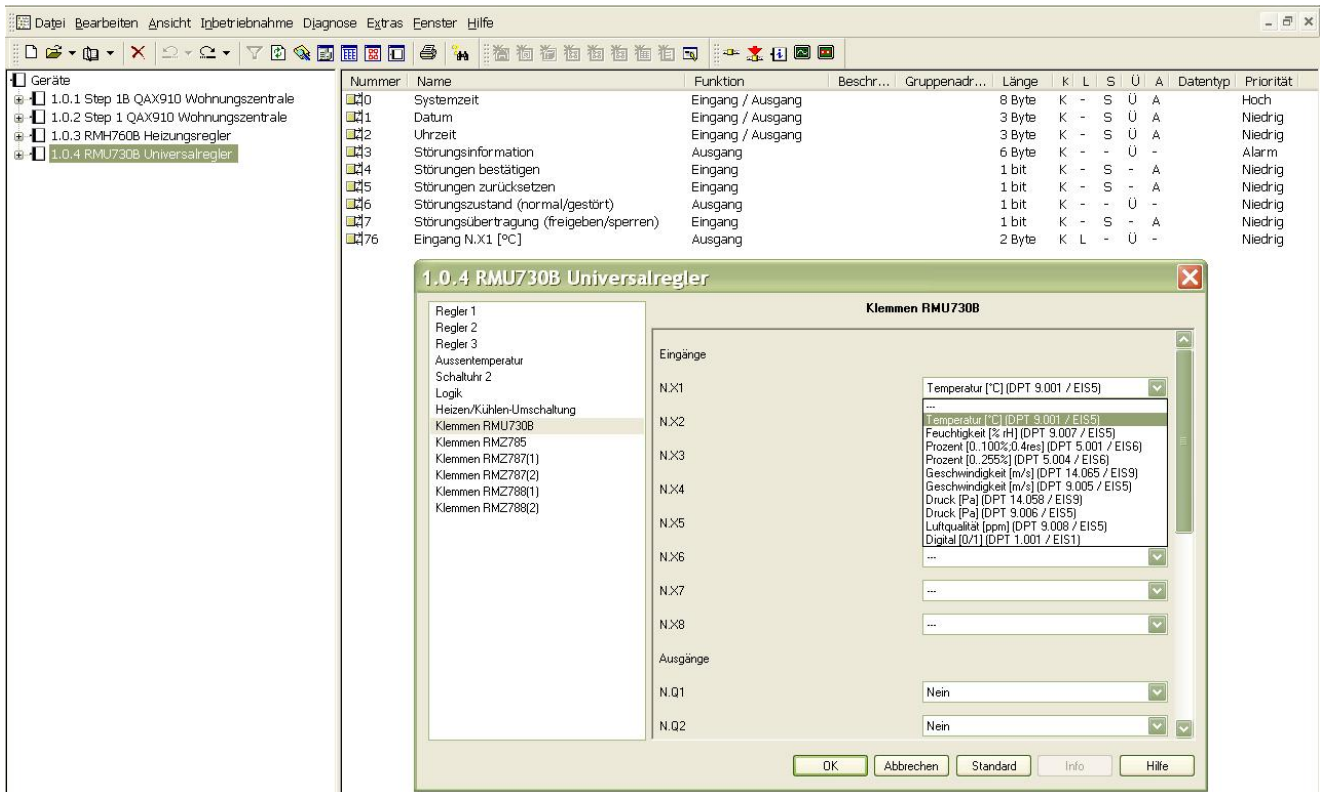 Datei Bearbeiten Ansicht Inbetriebnahme Diagnose Extras Fenster Hilfe
Geräte
1.0.1 Step 1B QAX910 Wohnungszentrale
1.0.2 Step 1 QAX910 Wohnungszentrale
1.0.3 RMH760B Heizungsregler
1.0.4 RMU730B Universalregler
Nummer Name Funktion Beschr... Gruppenadr... Länge K L S Ü A Datentyp Priorität
0 Systemzeit Eingang / Ausgang 8 Byte K - S Ü A Hoch
1 Datum Eingang / Ausgang 3 Byte K - S Ü A Niedrig
2 Uhrzeit Eingang / Ausgang 3 Byte K - S Ü A Niedrig
3 Störungsinformation Ausgang 6 Byte K - - Ü - Alarm
4 Störungen bestätigen Eingang 1 bit K - S - A Niedrig
5 Störungen zurücksetzen Eingang 1 bit K - S - A Niedrig
6 Störungszustand (normal/gestört) Ausgang 1 bit K - - Ü - Niedrig
7 Störungsübertragung (freigeben/sperren) Eingang 1 bit K - S - A Niedrig
76 Eingang N.X1 [°C] Ausgang 2 Byte K L - Ü - Niedrig
1.0.4 RMU730B Universalregler
Regler 1
Regler 2
Regler 3
Aussentemperatur
Schaltuhr 2
Logik
Heizen/Kühlen-Umschaltung
Klemmen RMU730B
Klemmen RMZ785
Klemmen RMZ787(1)
Klemmen RMZ787(2)
Klemmen RMZ788(1)
Klemmen RMZ788(2)
Klemmen RMU730B
Eingänge
N.X1 Temperatur [°C] (DPT 9.001 / EIS5)
---
Temperatur [°C] (DPT 9.001 / EIS5)
Feuchtigkeit [% rH] (DPT 9.007 / EIS5)
Prozent [0..100%;0.4res] (DPT 5.001 / EIS6)
Prozent [0..255%] (DPT 5.004 / EIS6)
Geschwindigkeit [m/s] (DPT 14.065 / EIS9)
Geschwindigkeit [m/s] (DPT 9.005 / EIS5)
Druck [Pa] (DPT 14.058 / EIS9)
Druck [Pa] (DPT 9.006 / EIS5)
Luftqualität [ppm] (DPT 9.008 / EIS5)
Digital [0/1] (DPT 1.001 / EIS1)
N.X2
N.X3
N.X4
N.X5
N.X6 ---
N.X7 ---
N.X8 ---
Ausgänge
N.Q1 Nein
N.Q2 Nein
OK Abbrechen Standard Info Hilfe